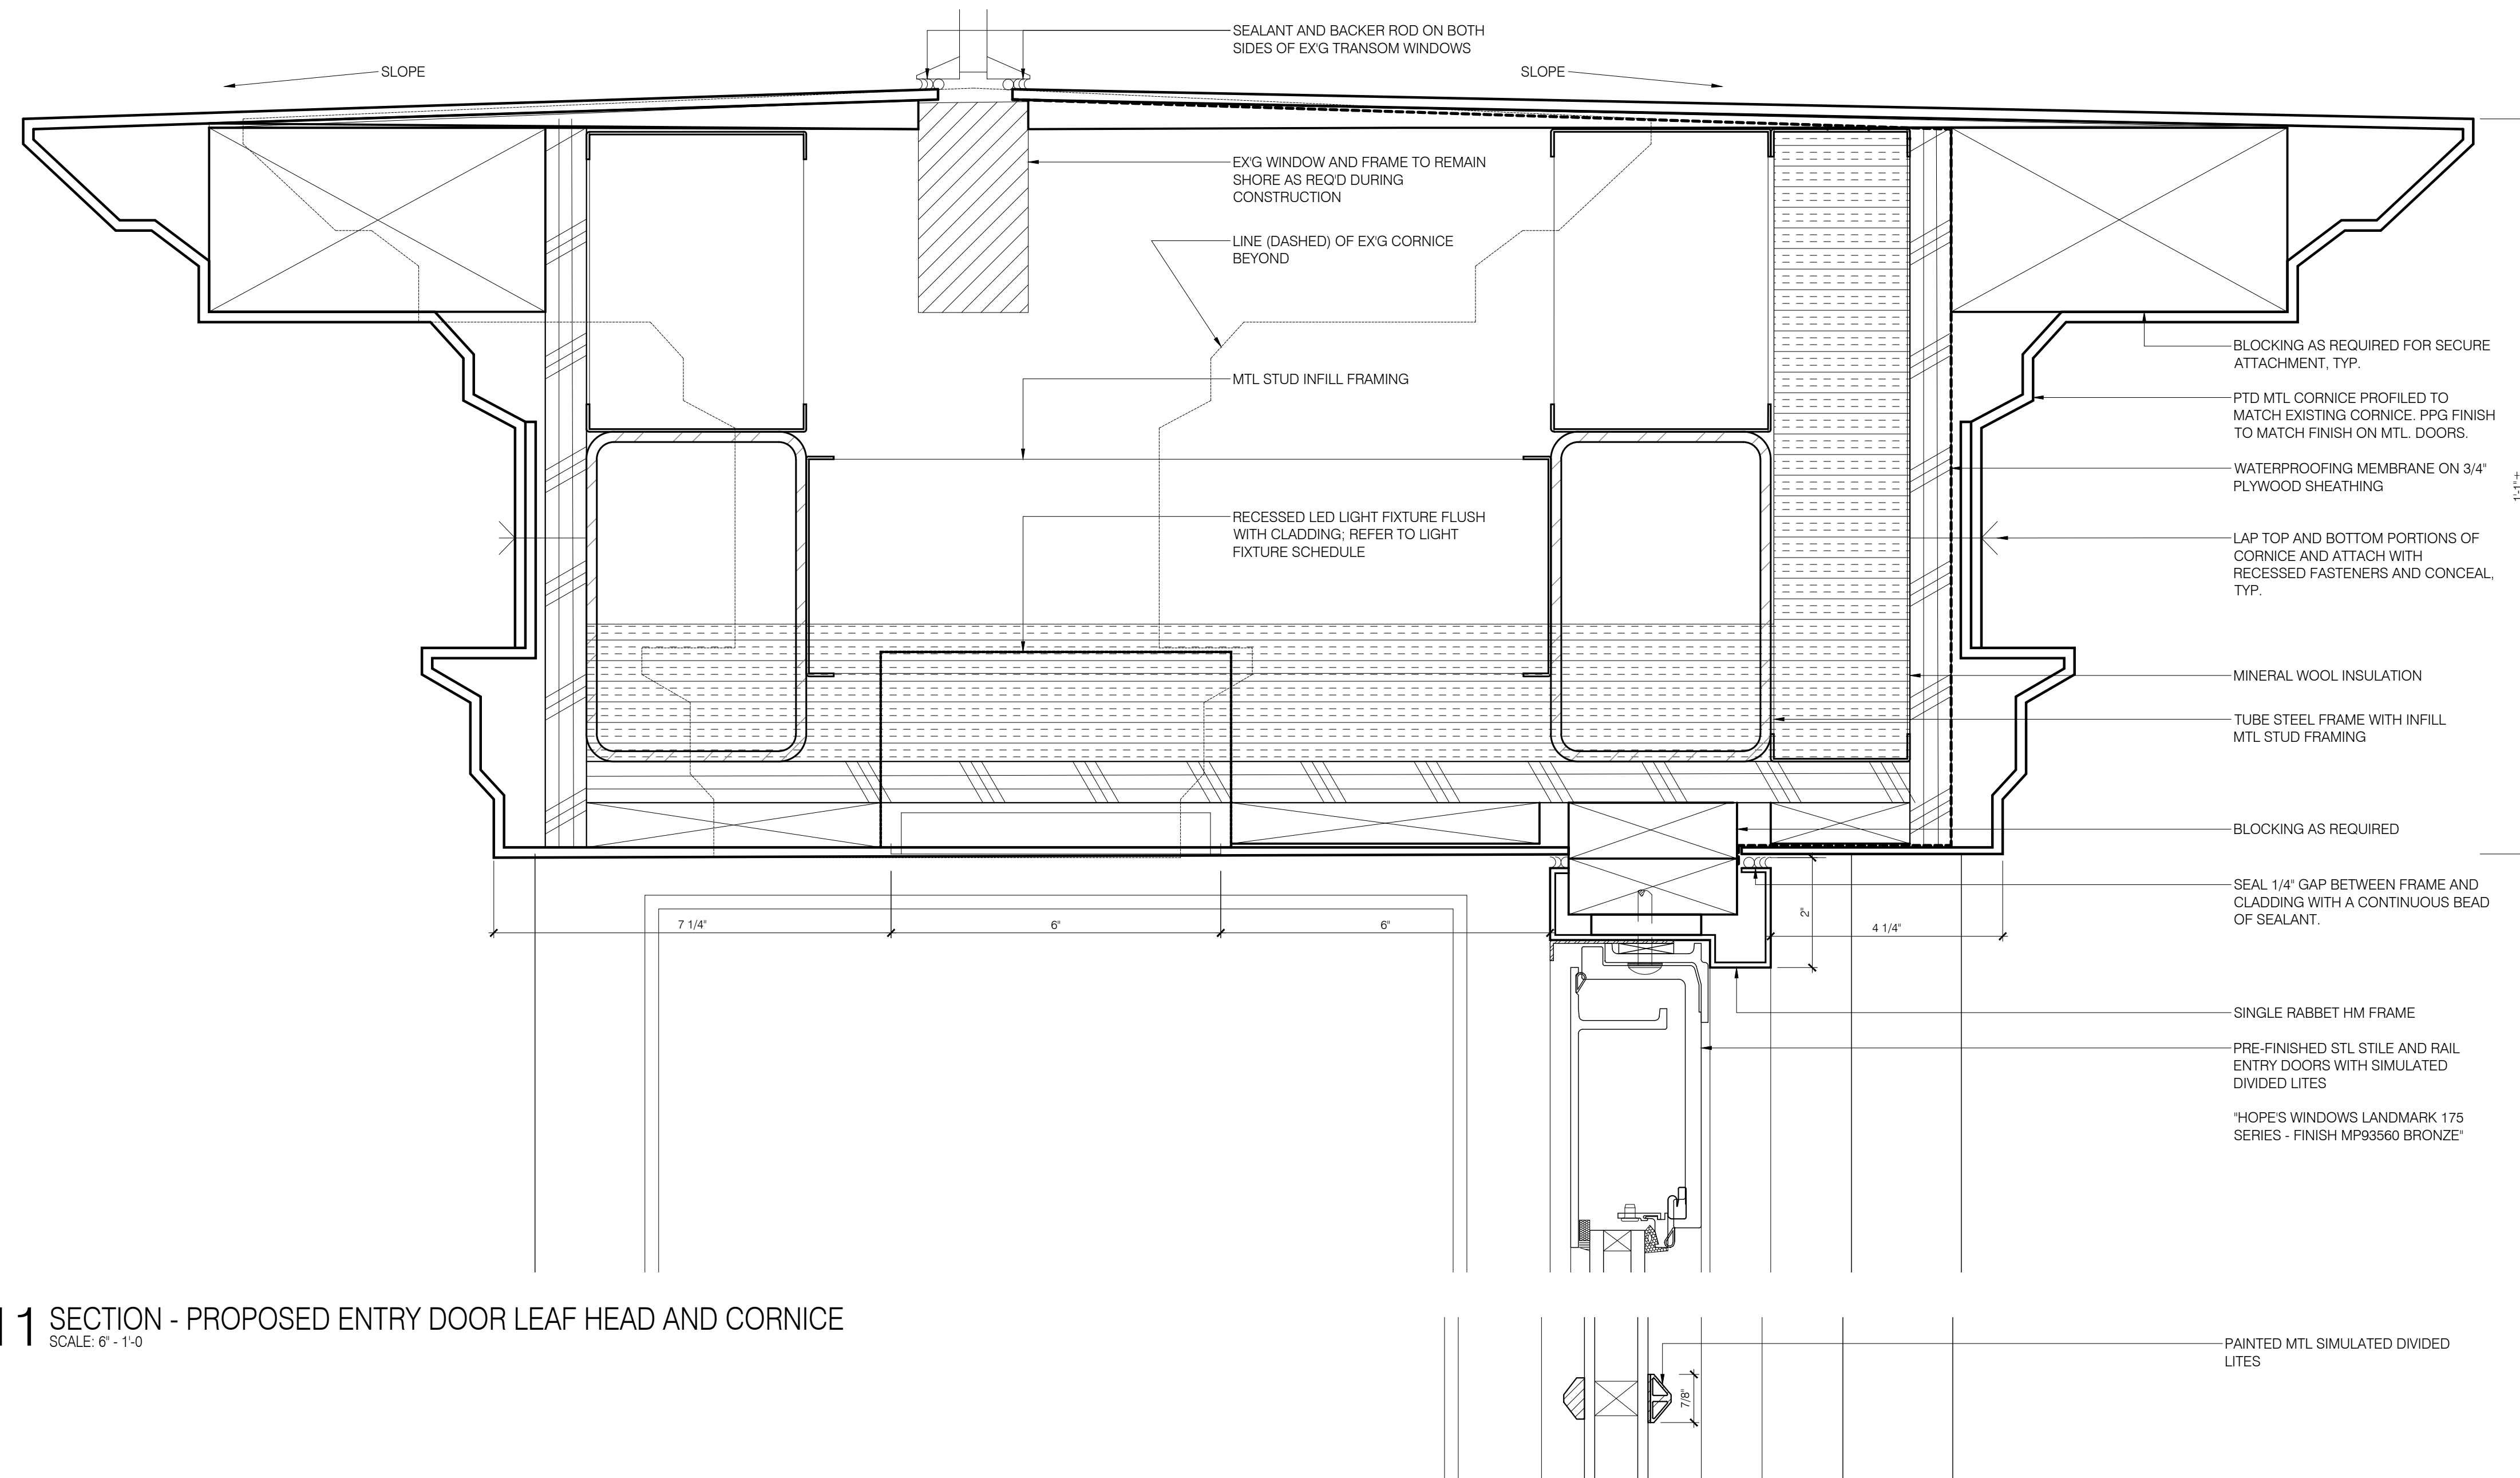 SEALANT AND BACKER ROD ON BOTH
SIDES OF EX'G TRANSOM WINDOWS
SLOPE
SLOPE
EX'G WINDOW AND FRAME TO REMAIN
SHORE AS REQ'D DURING
CONSTRUCTION
LINE (DASHED) OF EX'G CORNICE
BEYOND
MTL STUD INFILL FRAMING
RECESSED LED LIGHT FIXTURE FLUSH
WITH CLADDING; REFER TO LIGHT
FIXTURE SCHEDULE
BLOCKING AS REQUIRED FOR SECURE
ATTACHMENT, TYP.
PTD MTL CORNICE PROFILED TO
MATCH EXISTING CORNICE. PPG FINISH
TO MATCH FINISH ON MTL. DOORS.
WATERPROOFING MEMBRANE ON 3/4"
PLYWOOD SHEATHING
1'-1"+
LAP TOP AND BOTTOM PORTIONS OF
CORNICE AND ATTACH WITH
RECESSED FASTENERS AND CONCEAL,
TYP.
MINERAL WOOL INSULATION
TUBE STEEL FRAME WITH INFILL
MTL STUD FRAMING
BLOCKING AS REQUIRED
SEAL 1/4" GAP BETWEEN FRAME AND
CLADDING WITH A CONTINUOUS BEAD
OF SEALANT.
7 1/4"
6"
6"
2"
4 1/4"
SINGLE RABBET HM FRAME
PRE-FINISHED STL STILE AND RAIL
ENTRY DOORS WITH SIMULATED
DIVIDED LITES
"HOPE'S WINDOWS LANDMARK 175
SERIES - FINISH MP93560 BRONZE"
11 SECTION - PROPOSED ENTRY DOOR LEAF HEAD AND CORNICE
SCALE: 6" - 1'-0
PAINTED MTL SIMULATED DIVIDED
LITES
7/8"